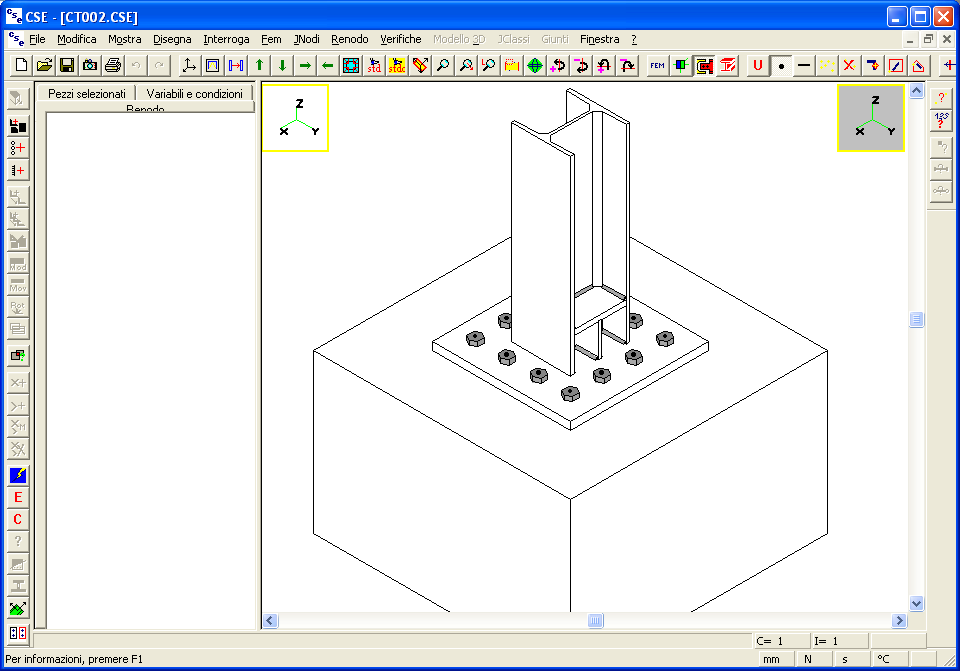 CSE - [CT002.CSE]
File Modifica Mostra Disegna Interroga Fem JNodi Renodo Verifiche Modello 3D JClassi Giunti Finestra ?
std stdc FEM U
Pezzi selezionati Variabili e condizioni
Renodo
Z
X Y
Z
X Y
?
123
?
?
Mod
Mov
Rot
E
C
?
C= 1 I= 1
Per informazioni, premere F1 mm N s °C